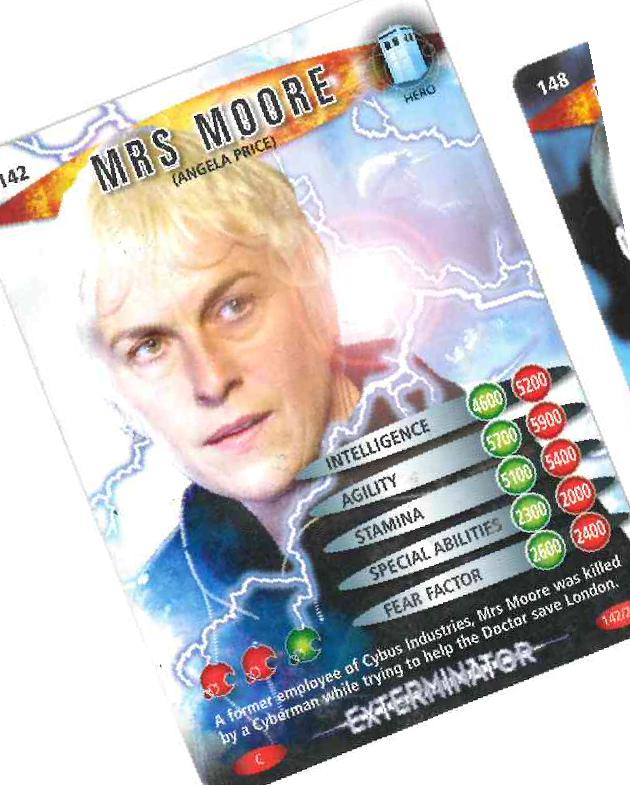 142
MRS MOORE
(ANGELA PRICE)
HERO
148
INTELLIGENCE 4600 5200
AGILITY 5700 5900
STAMINA 5100 5400
SPECIAL ABILITIES 2300 2000
FEAR FACTOR 2600 2400
A former employee of Cybus Industries, Mrs Moore was killed
by a Cyberman while trying to help the Doctor save London.
EXTERMINATOR
C